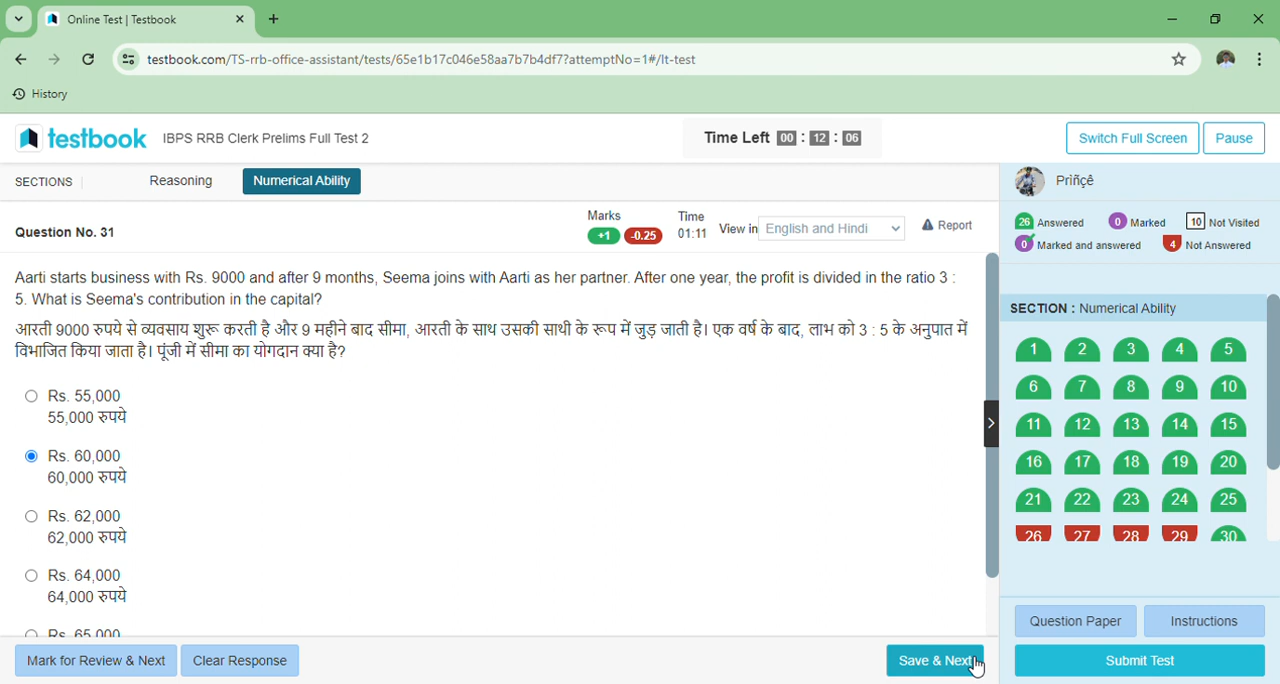 Online Test | Testbook
testbook.com/TS-rrb-office-assistant/tests/65e1b17c046e58aa7b7b4df7?attemptNo=1#/lt-test
History
testbook IBPS RRB Clerk Prelims Full Test 2
Time Left 00 : 12 : 06
Switch Full Screen Pause
SECTIONS Reasoning Numerical Ability
Prìñçê
Question No. 31
Marks
+1 -0.25
Time
01:11
View in English and Hindi
Report
26 Answered 0 Marked 10 Not Visited
0 Marked and answered 4 Not Answered
Aarti starts business with Rs. 9000 and after 9 months, Seema joins with Aarti as her partner. After one year, the profit is divided in the ratio 3 :
5. What is Seema's contribution in the capital?
आरती 9000 रुपये से व्यवसाय शुरू करती है और 9 महीने बाद सीमा, आरती के साथ उसकी साथी के रूप में जुड़ जाती है। एक वर्ष के बाद, लाभ को 3 : 5 के अनुपात में
विभाजित किया जाता है। पूंजी में सीमा का योगदान क्या है?
Rs. 55,000
55,000 रुपये
Rs. 60,000
60,000 रुपये
Rs. 62,000
62,000 रुपये
Rs. 64,000
64,000 रुपये
Rs. 65,000
SECTION : Numerical Ability
1 2 3 4 5
6 7 8 9 10
11 12 13 14 15
16 17 18 19 20
21 22 23 24 25
26 27 28 29 30
Question Paper Instructions
Mark for Review & Next Clear Response Save & Next Submit Test